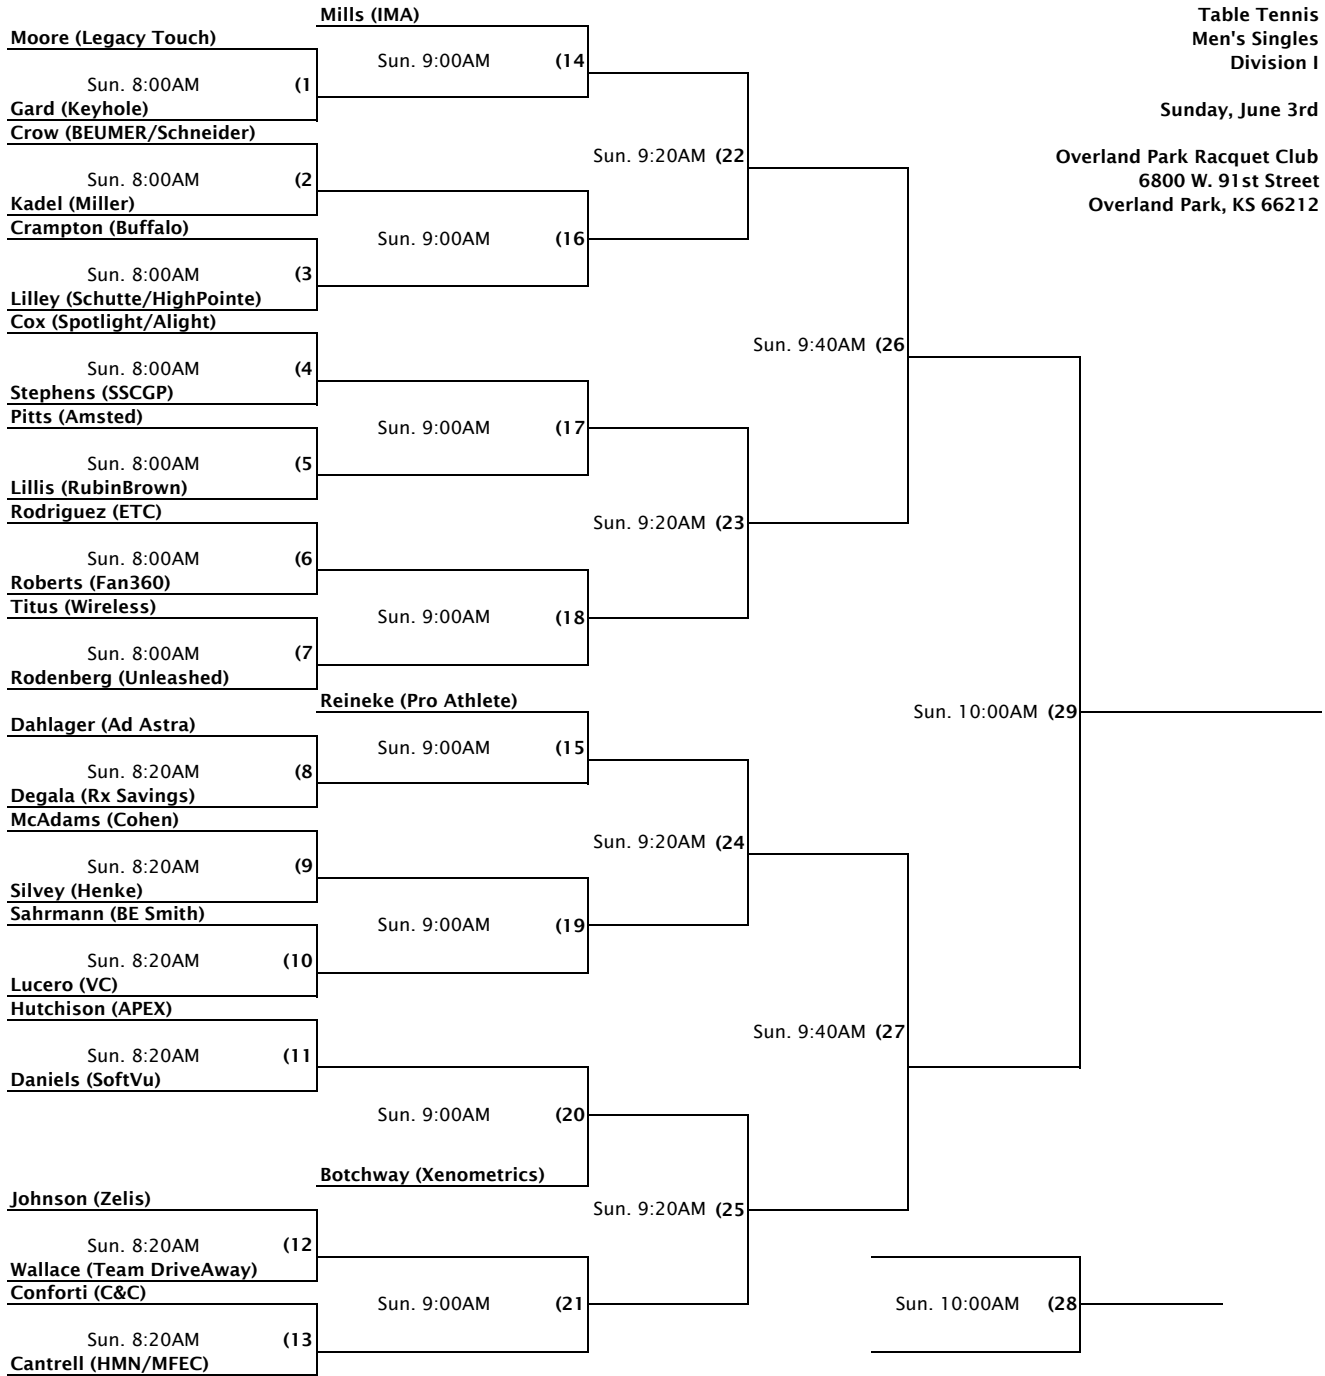 Mills (IMA)
Table Tennis
Moore (Legacy Touch)
Men's Singles
Sun. 9:00AM (14
Division I
Sun. 8:00AM (1
Gard (Keyhole)
Sunday, June 3rd
Crow (BEUMER/Schneider)
Sun. 9:20AM (22
Overland Park Racquet Club
Sun. 8:00AM (2
6800 W. 91st Street
Kadel (Miller)
Overland Park, KS 66212
Crampton (Buffalo)
Sun. 9:00AM (16
Sun. 8:00AM (3
Lilley (Schutte/HighPointe)
Cox (Spotlight/Alight)
Sun. 9:40AM (26
Sun. 8:00AM (4
Stephens (SSCGP)
Pitts (Amsted)
Sun. 9:00AM (17
Sun. 8:00AM (5
Lillis (RubinBrown)
Rodriguez (ETC)
Sun. 9:20AM (23
Sun. 8:00AM (6
Roberts (Fan360)
Titus (Wireless)
Sun. 9:00AM (18
Sun. 8:00AM (7
Rodenberg (Unleashed)
Reineke (Pro Athlete)
Sun. 10:00AM (29
Dahlager (Ad Astra)
Sun. 9:00AM (15
Sun. 8:20AM (8
Degala (Rx Savings)
McAdams (Cohen)
Sun. 9:20AM (24
Sun. 8:20AM (9
Silvey (Henke)
Sahrmann (BE Smith)
Sun. 9:00AM (19
Sun. 8:20AM (10
Lucero (VC)
Hutchison (APEX)
Sun. 9:40AM (27
Sun. 8:20AM (11
Daniels (SoftVu)
Sun. 9:00AM (20
Botchway (Xenometrics)
Johnson (Zelis)
Sun. 9:20AM (25
Sun. 8:20AM (12
Wallace (Team DriveAway)
Conforti (C&C)
Sun. 9:00AM (21
Sun. 10:00AM (28
Sun. 8:20AM (13
Cantrell (HMN/MFEC)